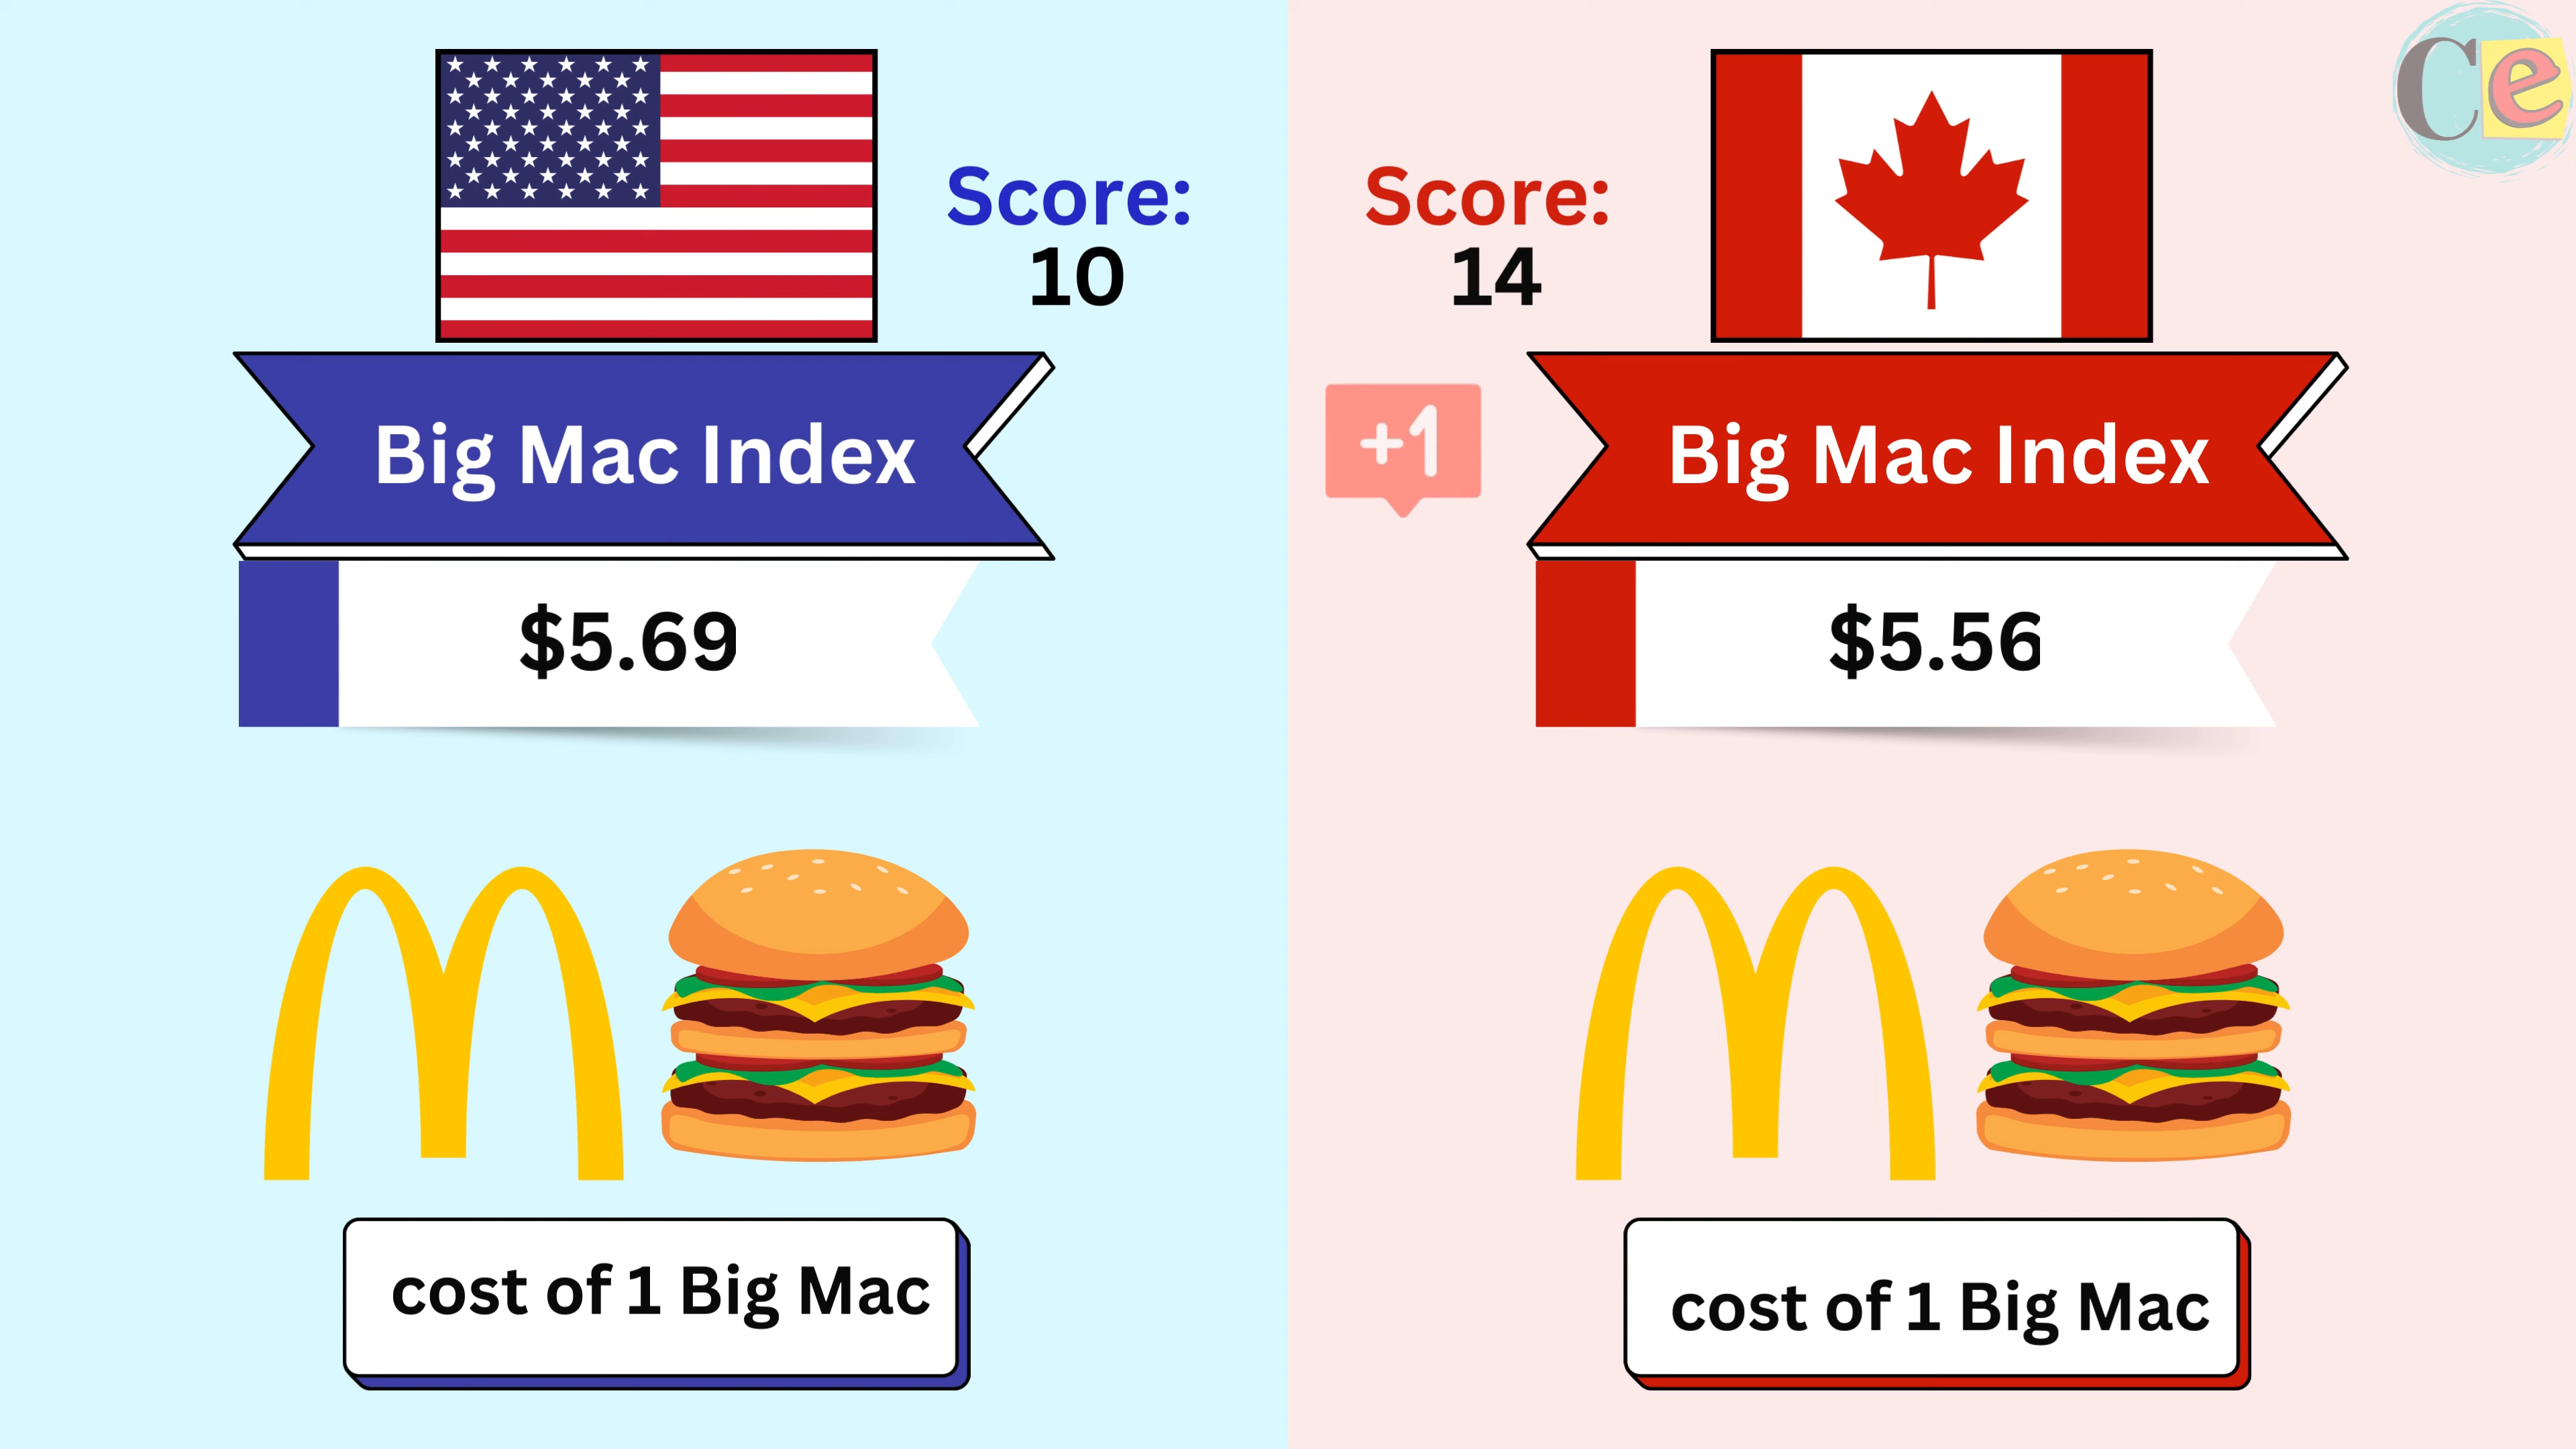 Score:
10
Big Mac Index
$5.69
cost of 1 Big Mac
Score:
14
+1
Big Mac Index
$5.56
cost of 1 Big Mac
Ce